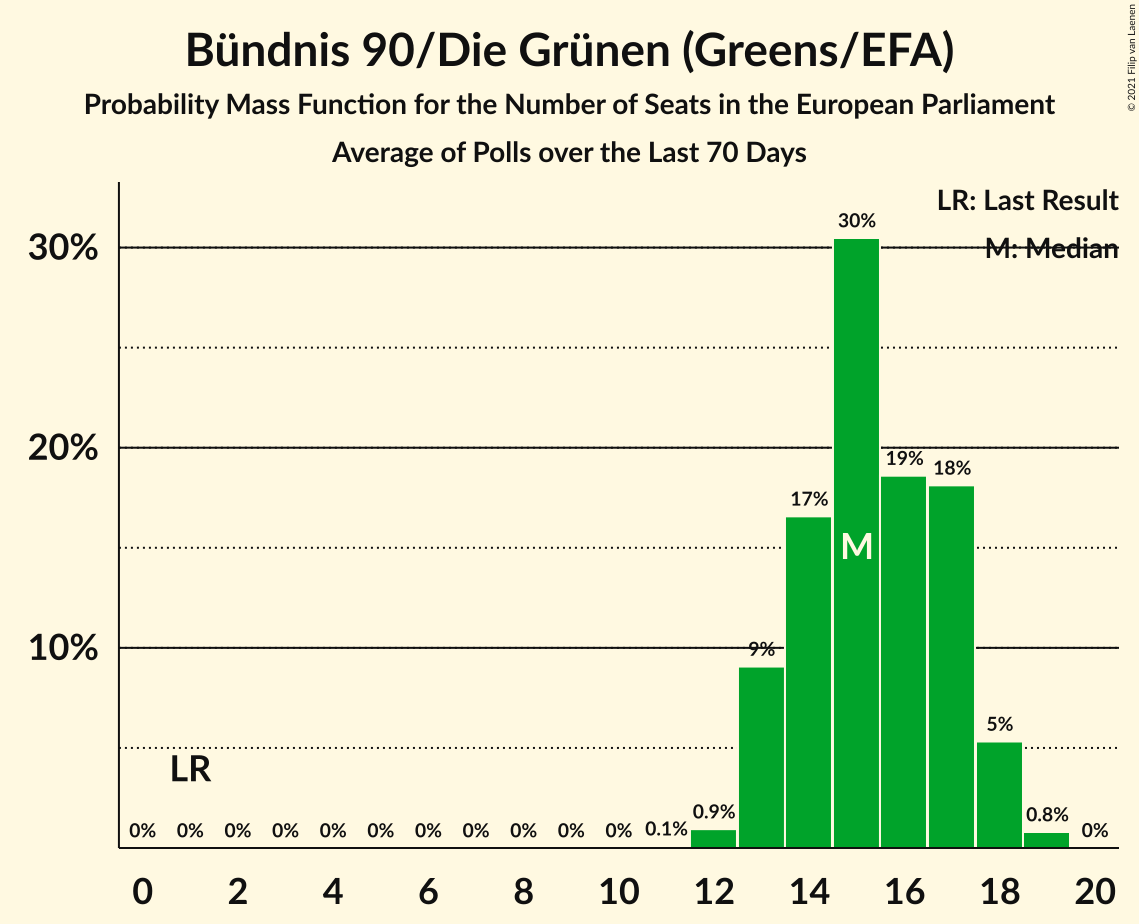 Bündnis 90/Die Grünen (Greens/EFA)
Probability Mass Function for the Number of Seats in the European Parliament
Average of Polls over the Last 70 Days
© 2021 Filip van Laenen
LR: Last Result
M: Median
30%
20%
10%
30%
19%
18%
17%
M
9%
5%
LR
0% 0% 0% 0% 0% 0% 0% 0% 0% 0% 0% 0.1% 0.9% 0.8% 0%
0 2 4 6 8 10 12 14 16 18 20